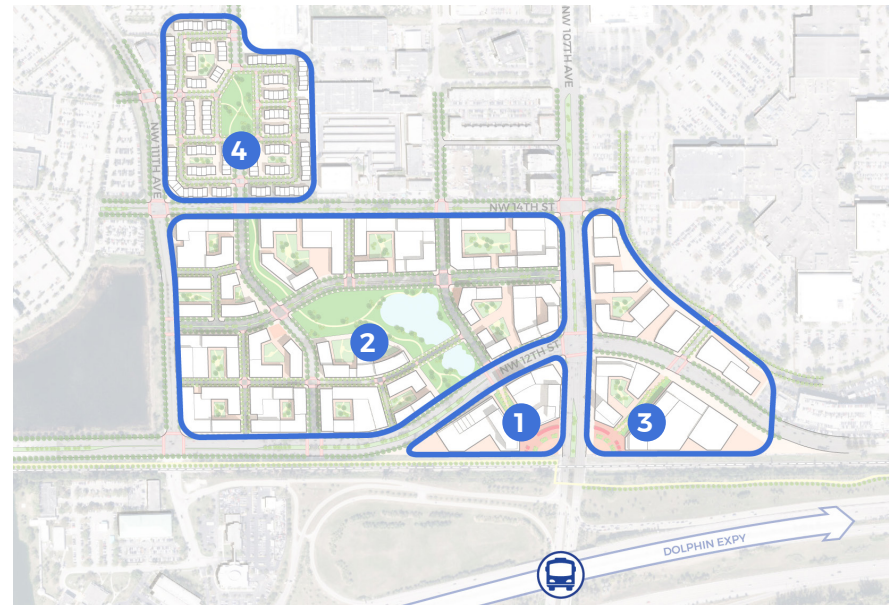 NW 107TH AVE
NW 111TH AVE
4
NW 14TH ST
2
NW 12TH ST
1
3
DOLPHIN EXPY